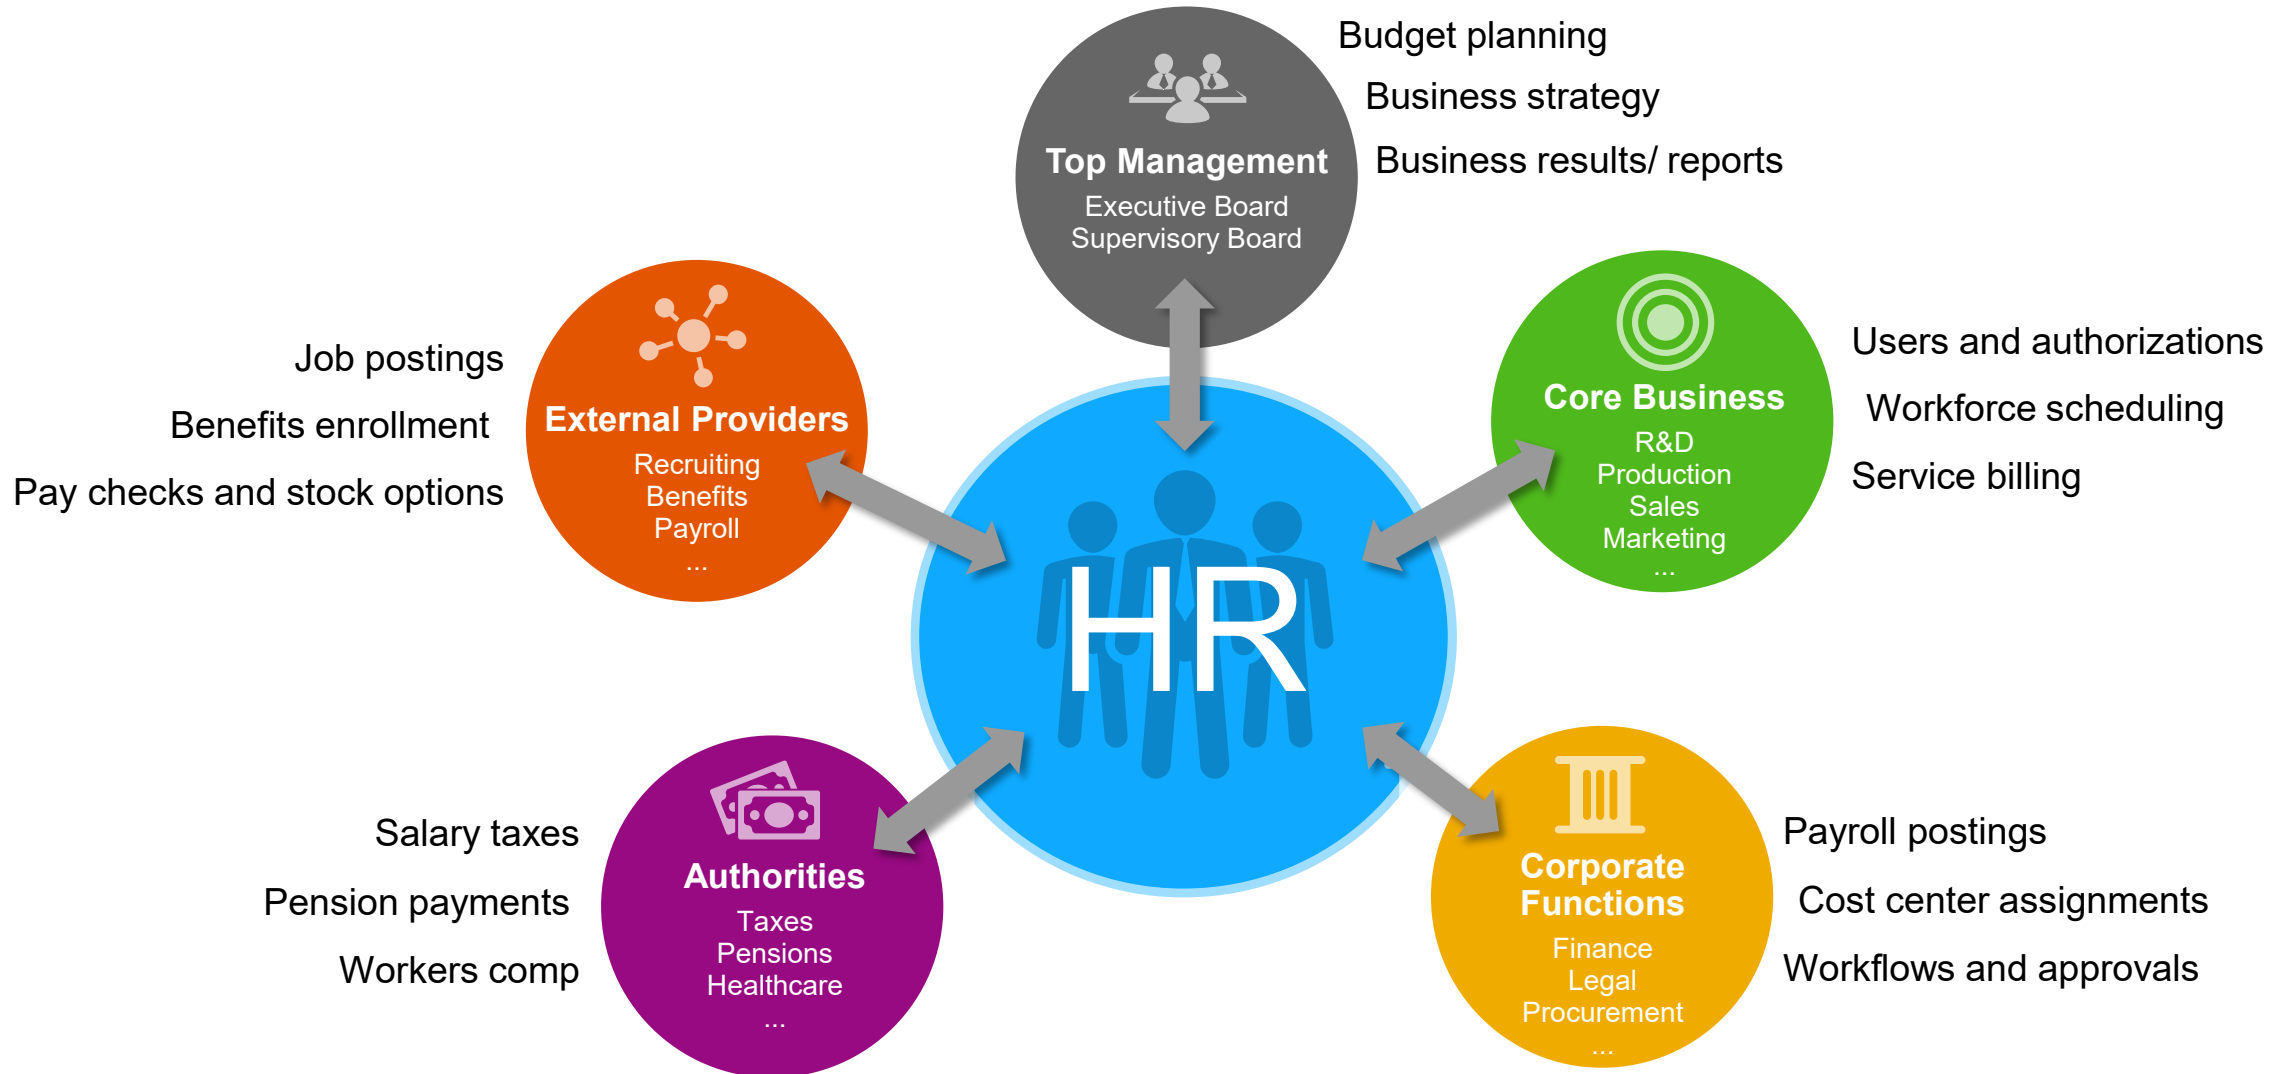 Budget planning
Business strategy
Business results/ reports
Top Management
Executive Board
Supervisory Board
Job postings
Benefits enrollment
Pay checks and stock options
External Providers
Recruiting
Benefits
Payroll
...
Core Business
R&D
Production
Sales
Marketing
...
Users and authorizations
Workforce scheduling
Service billing
HR
Salary taxes
Pension payments
Workers comp
Authorities
Taxes
Pensions
Healthcare
...
Corporate
Functions
Finance
Legal
Procurement
...
Payroll postings
Cost center assignments
Workflows and approvals